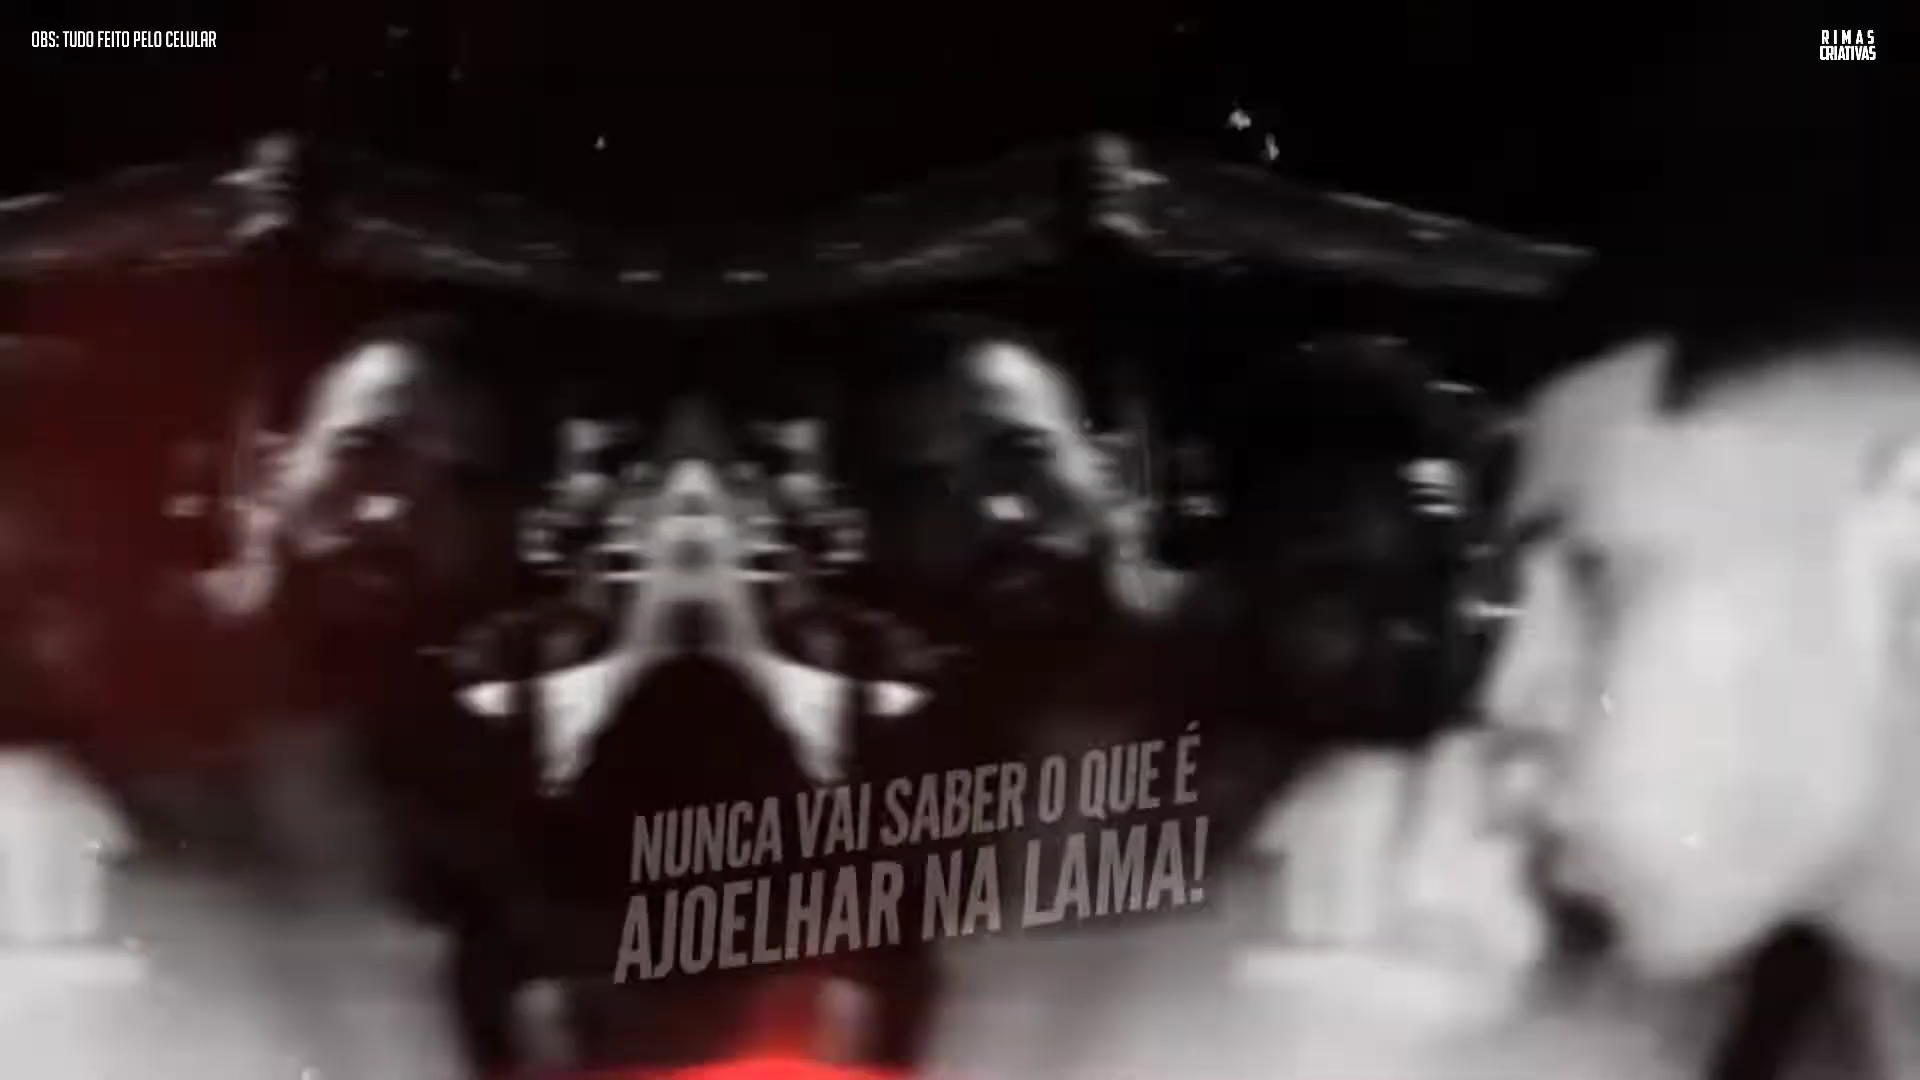 OBS: TUDO FEITO PELO CELULAR
RIMAS
CRIATIVAS
NUNCA VAI SABER O QUE É
AJOELHAR NA LAMA!